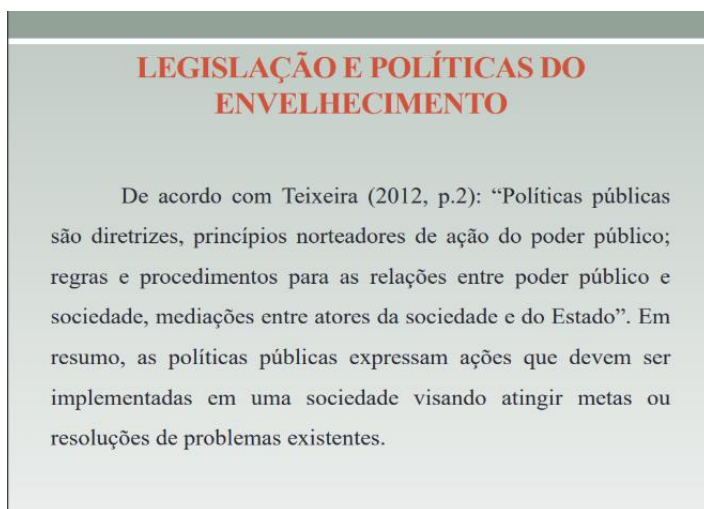 LEGISLAÇÃO E POLÍTICAS DO
ENVELHECIMENTO
De acordo com Teixeira (2012, p.2): “Políticas públicas
são diretrizes, princípios norteadores de ação do poder público;
regras e procedimentos para as relações entre poder público e
sociedade, mediações entre atores da sociedade e do Estado”. Em
resumo, as políticas públicas expressam ações que devem ser
implementadas em uma sociedade visando atingir metas ou
resoluções de problemas existentes.